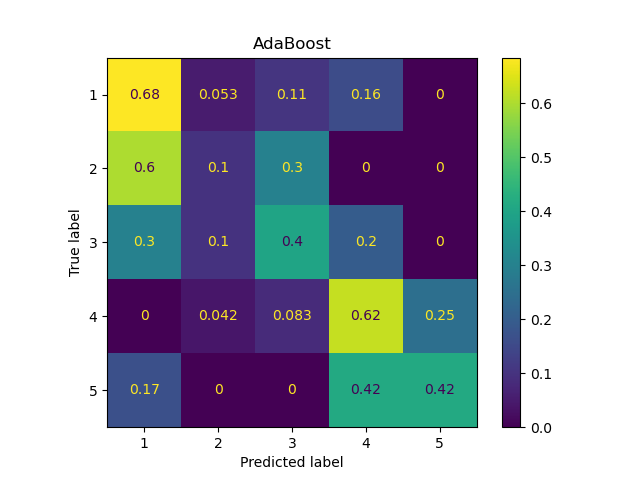 AdaBoost
1 0.68 0.053 0.11 0.16 0
2 0.6 0.1 0.3 0 0
3 0.3 0.1 0.4 0.2 0
4 0 0.042 0.083 0.62 0.25
5 0.17 0 0 0.42 0.42
1 2 3 4 5
Predicted label
True label
0.6
0.5
0.4
0.3
0.2
0.1
0.0